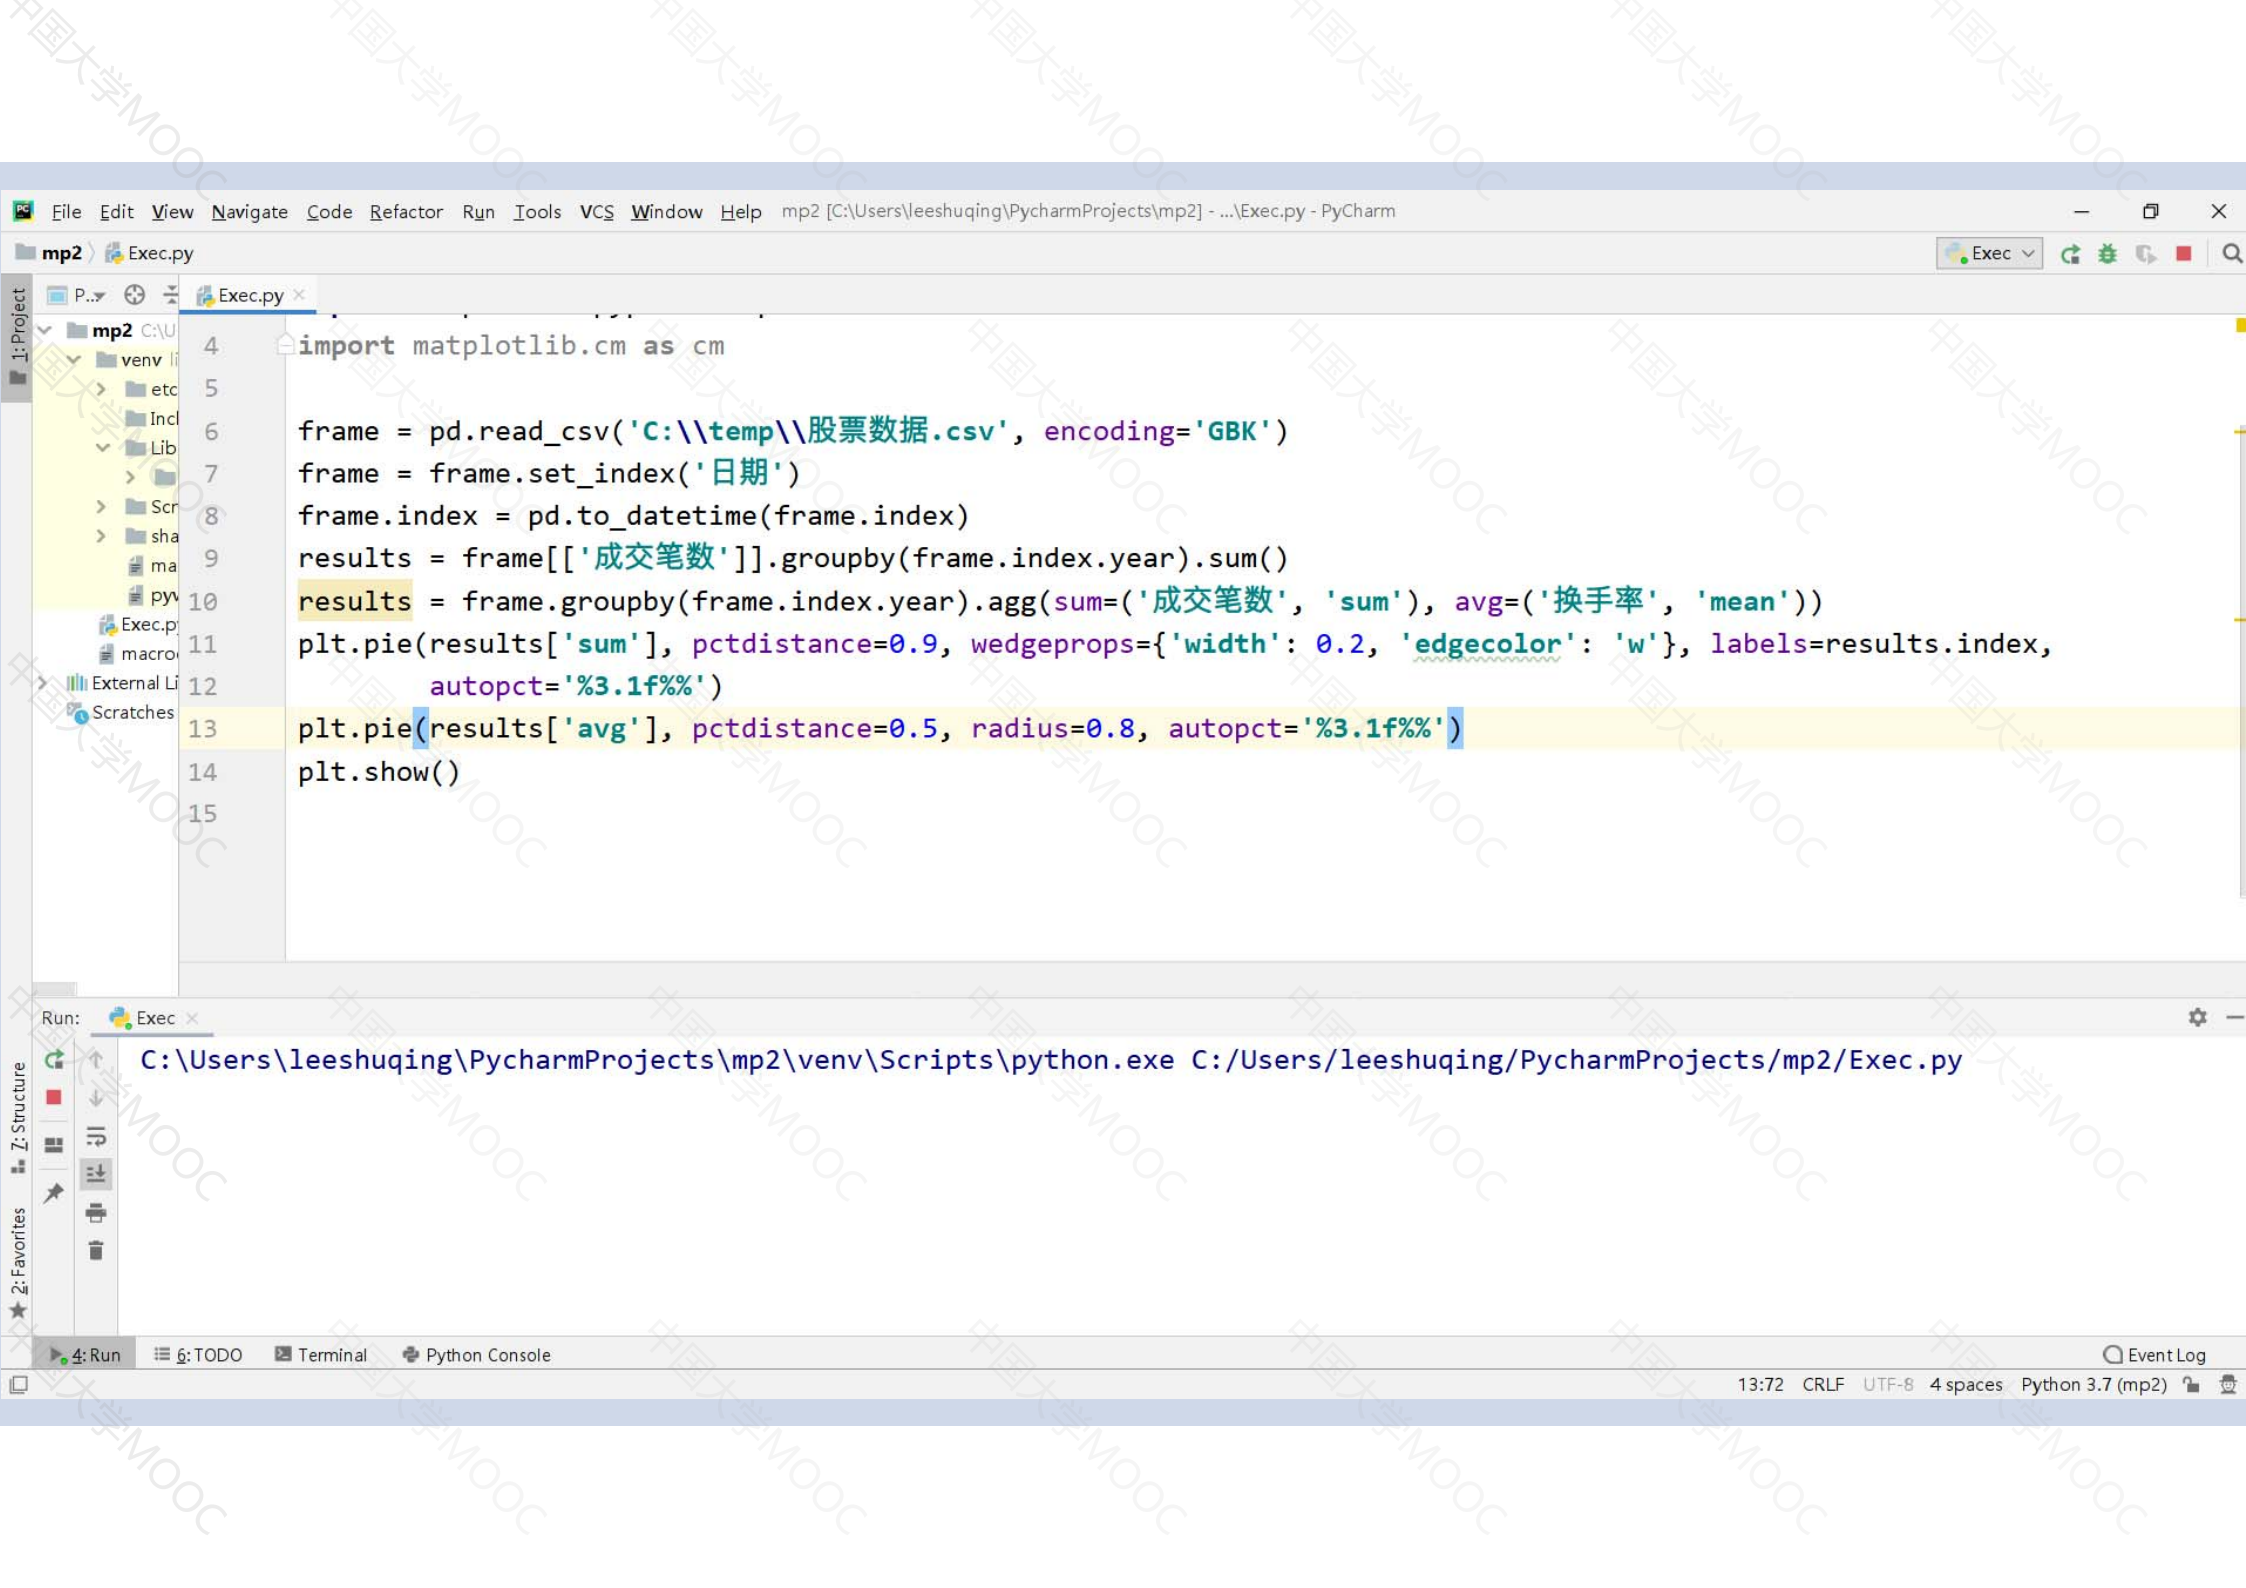 File Edit View Navigate Code Refactor Run Tools VCS Window Help mp2 [C:\Users\leeshuqing\PycharmProjects\mp2] - ...\Exec.py - PyCharm
mp2 Exec.py
Exec
1: Project
P..
Exec.py
mp2 C:\U
venv li
etc
Incl
Lib
Scr
sha
ma
pyv
Exec.p
macro
External Li
Scratches
4 import matplotlib.cm as cm
5
6 frame = pd.read_csv('C:\\temp\\股票数据.csv', encoding='GBK')
7 frame = frame.set_index('日期')
8 frame.index = pd.to_datetime(frame.index)
9 results = frame[['成交笔数']].groupby(frame.index.year).sum()
10 results = frame.groupby(frame.index.year).agg(sum=('成交笔数', 'sum'), avg=('换手率', 'mean'))
11 plt.pie(results['sum'], pctdistance=0.9, wedgeprops={'width': 0.2, 'edgecolor': 'w'}, labels=results.index,
12 autopct='%3.1f%%')
13 plt.pie(results['avg'], pctdistance=0.5, radius=0.8, autopct='%3.1f%%')
14 plt.show()
15
Run: Exec
C:\Users\leeshuqing\PycharmProjects\mp2\venv\Scripts\python.exe C:/Users/leeshuqing/PycharmProjects/mp2/Exec.py
Z: Structure
2: Favorites
4: Run 6: TODO Terminal Python Console
Event Log
13:72 CRLF UTF-8 4 spaces Python 3.7 (mp2)
中国大学MOOC